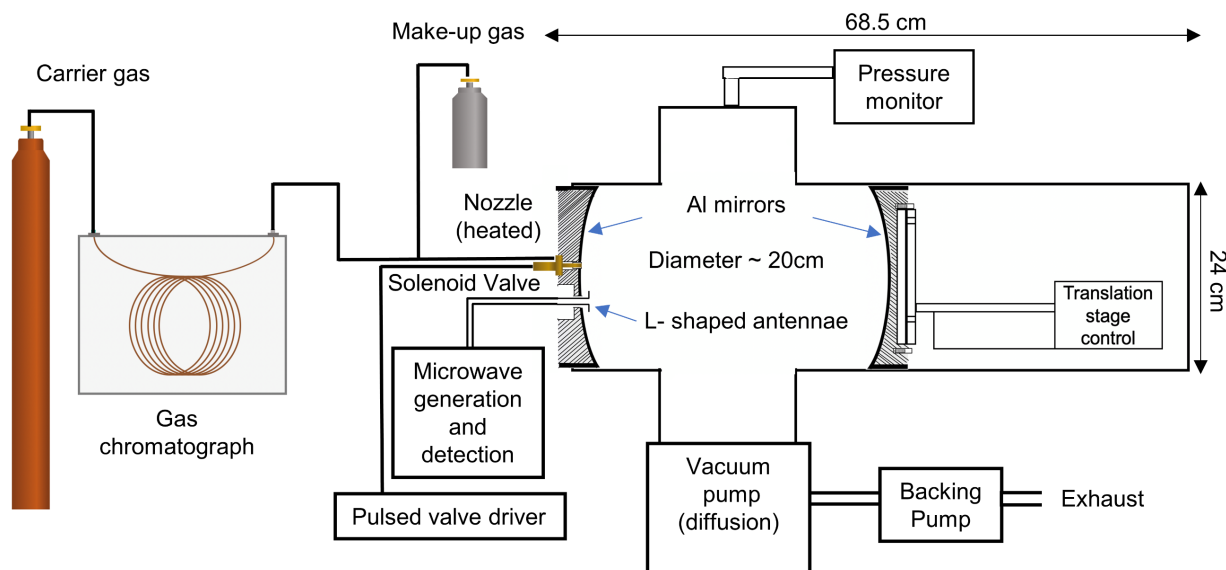 68.5 cm
Make-up gas
Carrier gas
Pressure
monitor
Nozzle
(heated)
Al mirrors
Diameter ~ 20cm
Solenoid Valve
L- shaped antennae
Translation
stage
control
24 cm
Microwave
generation
and
detection
Gas
chromatograph
Vacuum
pump
(diffusion)
Backing
Pump
Exhaust
Pulsed valve driver